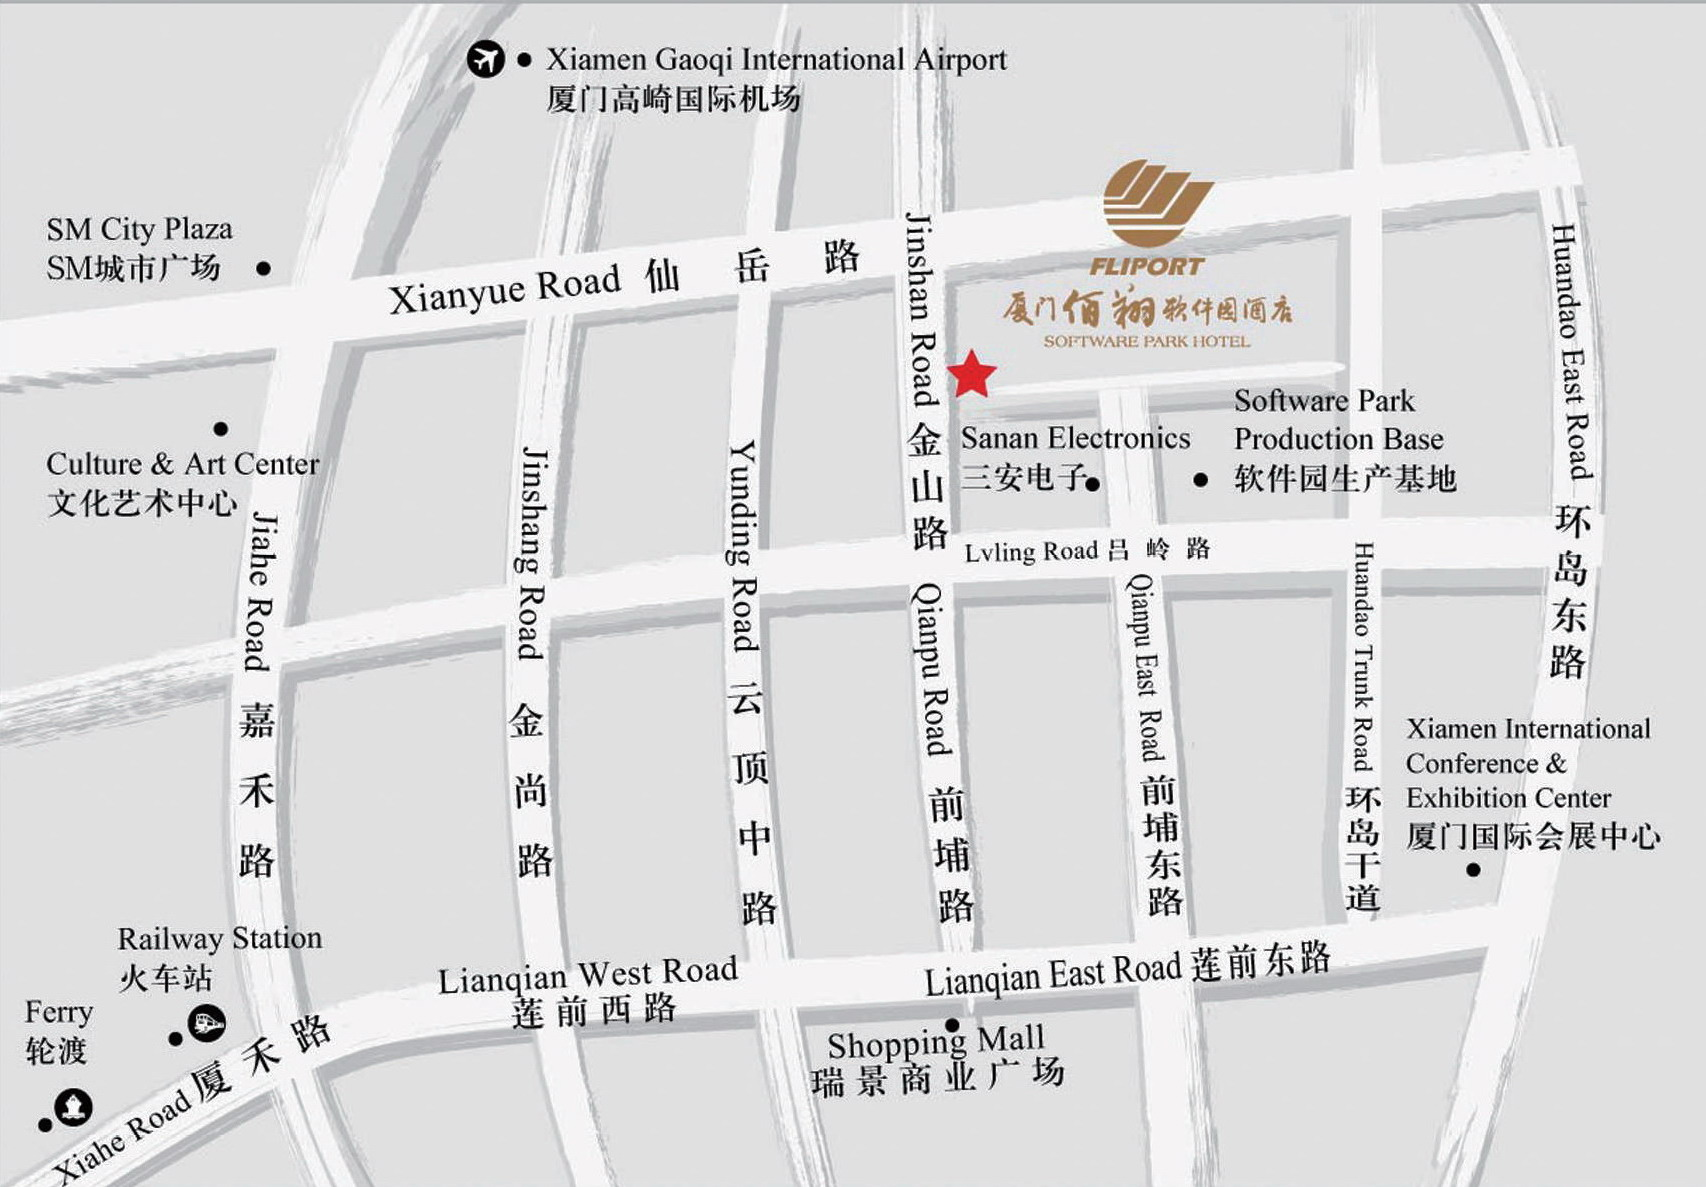 Xiamen Gaoqi International Airport
厦门高崎国际机场
SM City Plaza
SM城市广场
Xianyue Road 仙岳路
FLIPORT
厦门佰翔软件园酒店
SOFTWARE PARK HOTEL
Jinshan Road 金山路
Huandao East Road 环岛东路
Culture & Art Center
文化艺术中心
Sanan Electronics
三安电子
Software Park
Production Base
软件园生产基地
Jiahe Road 嘉禾路
Jinshang Road 金尚路
Yunding Road 云顶中路
Lvling Road 吕岭路
Qianpu Road 前埔路
Qianpu East Road 前埔东路
Huandao Trunk Road 环岛干道
Xiamen International
Conference &
Exhibition Center
厦门国际会展中心
Railway Station
火车站
Ferry
轮渡
Xiahe Road 厦禾路
Lianqian West Road
莲前西路
Lianqian East Road 莲前东路
Shopping Mall
瑞景商业广场